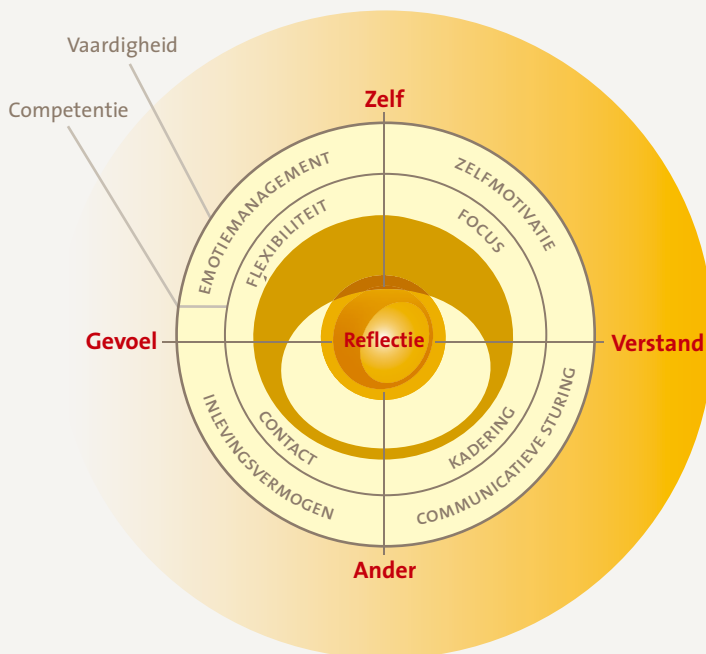 Vaardigheid
Competentie
Zelf
EMOTIEMANAGEMENT
ZELFMOTIVATIE
FLEXIBILITEIT
FOCUS
Gevoel
Reflectie
Verstand
INLEVINGSVERMOGEN
CONTACT
KADERING
COMMUNICATIEVE STURING
Ander